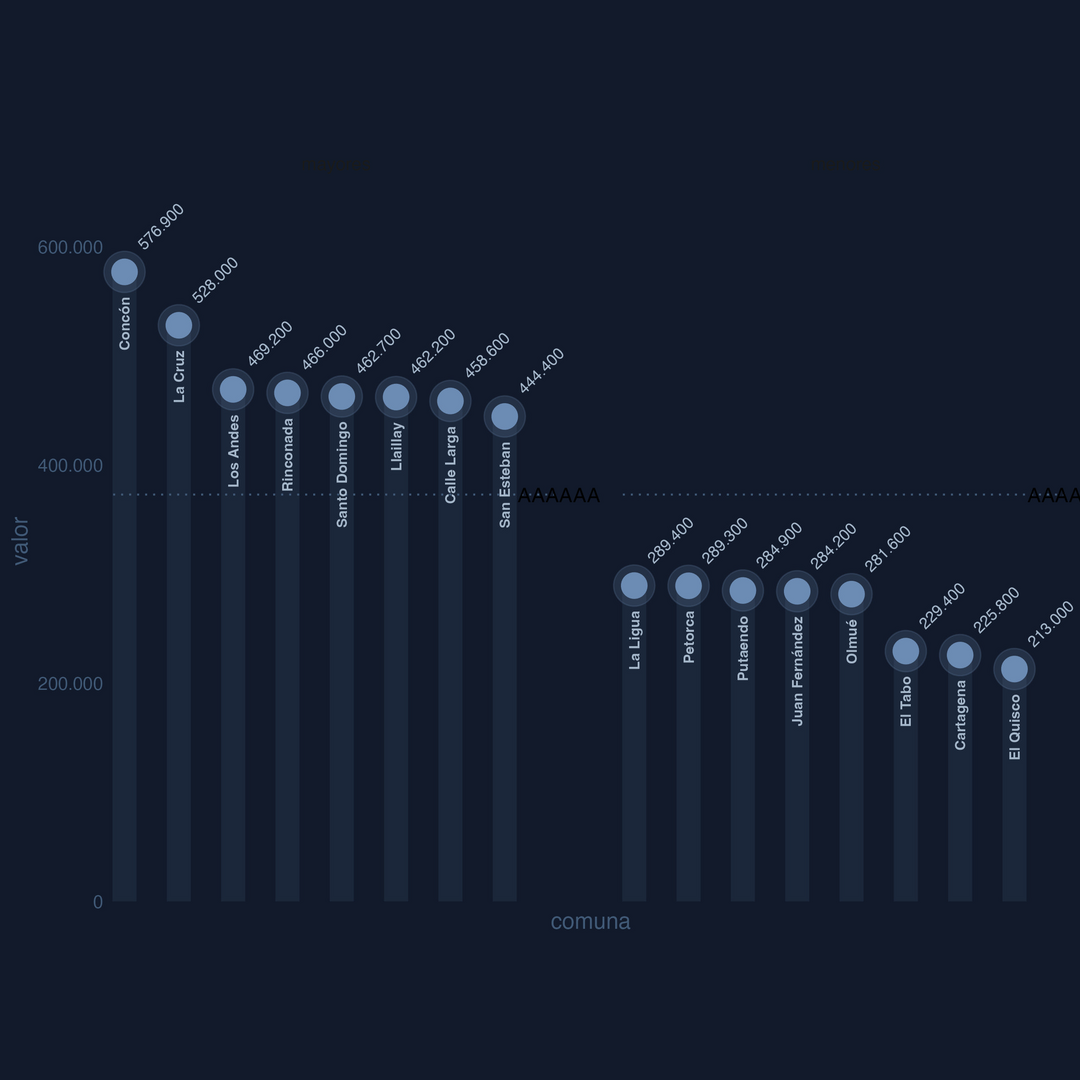 600.000
400.000
200.000
0
valor
comuna
576.900
528.000
469.200
466.000
462.700
462.200
458.600
444.400
Concón
La Cruz
Los Andes
Rinconada
Santo Domingo
Llaillay
Calle Larga
San Esteban
AAAAAA
289.400
289.300
284.900
284.200
281.600
229.400
225.800
213.000
La Ligua
Petorca
Putaendo
Juan Fernández
Olmué
El Tabo
Cartagena
El Quisco
AAAA